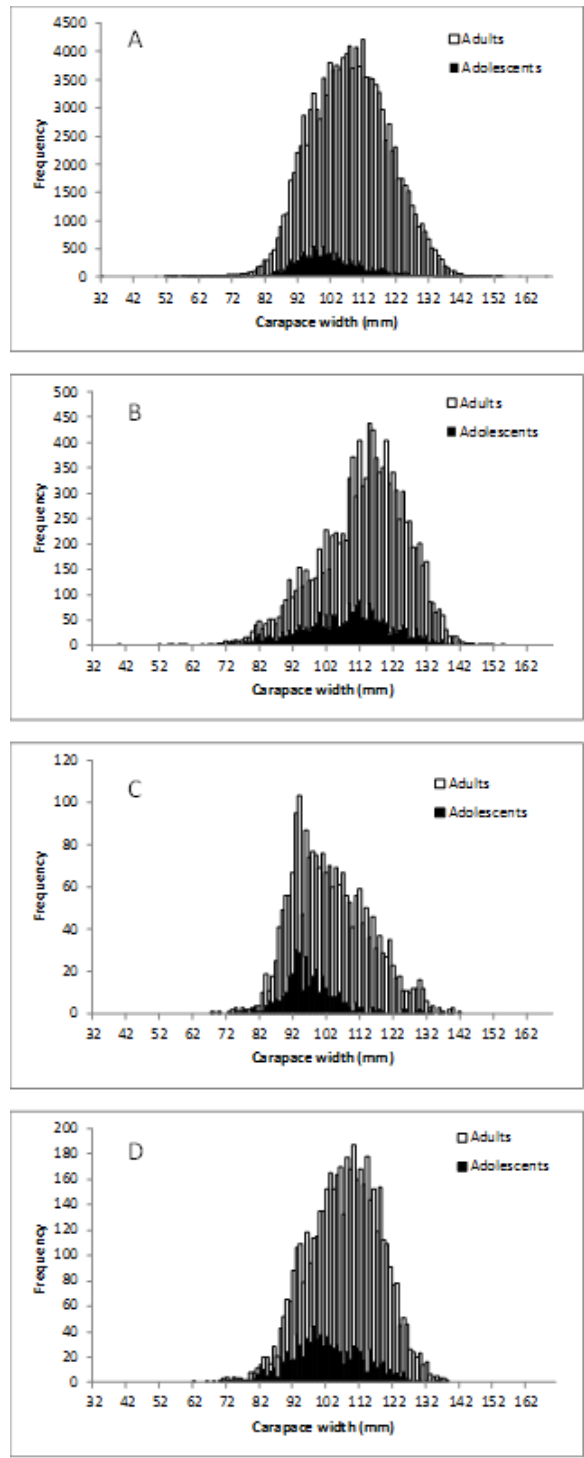 A
Adults
Adolescents
4500
4000
3500
3000
2500
2000
1500
1000
500
0
Frequency
32 42 52 62 72 82 92 102 112 122 132 142 152 162
Carapace width (mm)
B
Adults
Adolescents
500
450
400
350
300
250
200
150
100
50
0
Frequency
32 42 52 62 72 82 92 102 112 122 132 142 152 162
Carapace width (mm)
C
Adults
Adolescents
120
100
80
60
40
20
0
Frequency
32 42 52 62 72 82 92 102 112 122 132 142 152 162
Carapace width (mm)
D
Adults
Adolescents
200
180
160
140
120
100
80
60
40
20
0
Frequency
32 42 52 62 72 82 92 102 112 122 132 142 152 162
Carapace width (mm)